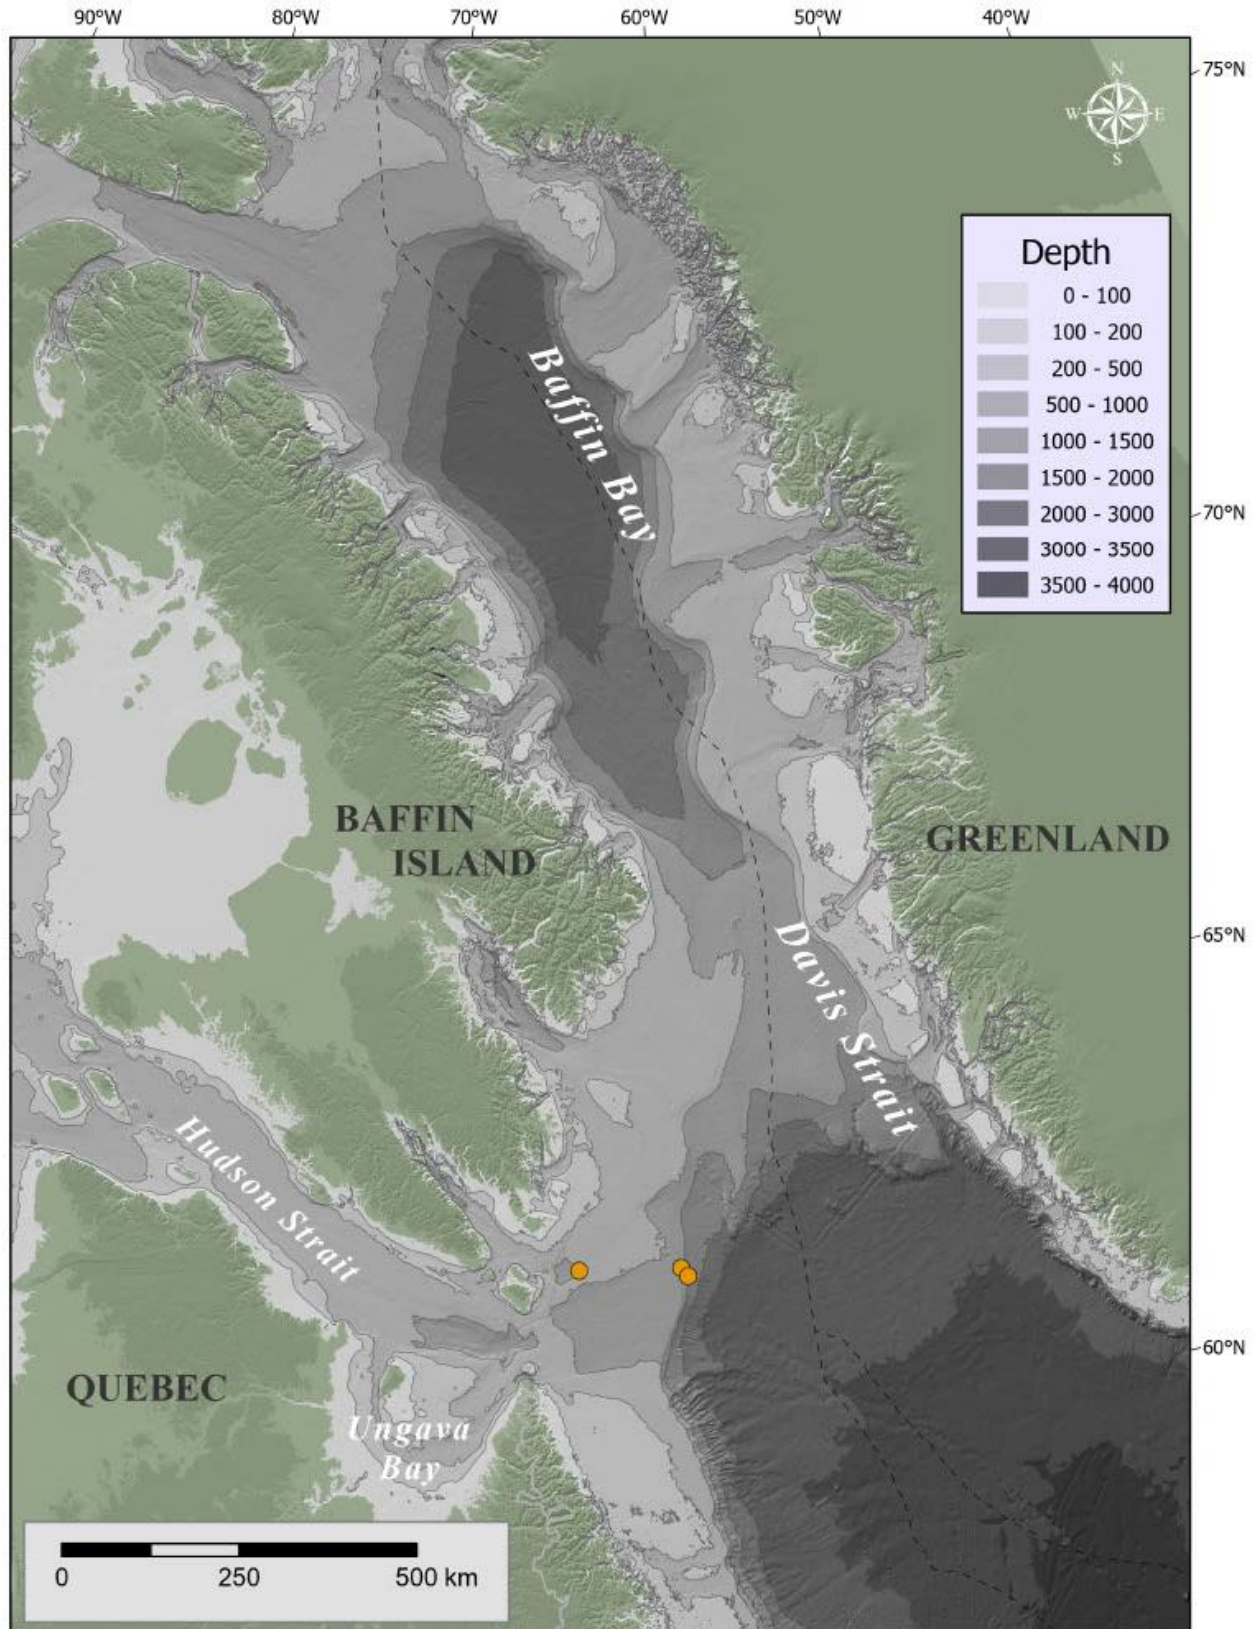 90°W 80°W 70°W 60°W 50°W 40°W
75°N
N
W E
S
Depth
0 - 100
100 - 200
200 - 500
500 - 1000
1000 - 1500
1500 - 2000
2000 - 3000
3000 - 3500
3500 - 4000
Baffin Bay
70°N
BAFFIN
ISLAND
GREENLAND
65°N
Davis Strait
Hudson Strait
60°N
QUEBEC
Ungava
Bay
0 250 500 km